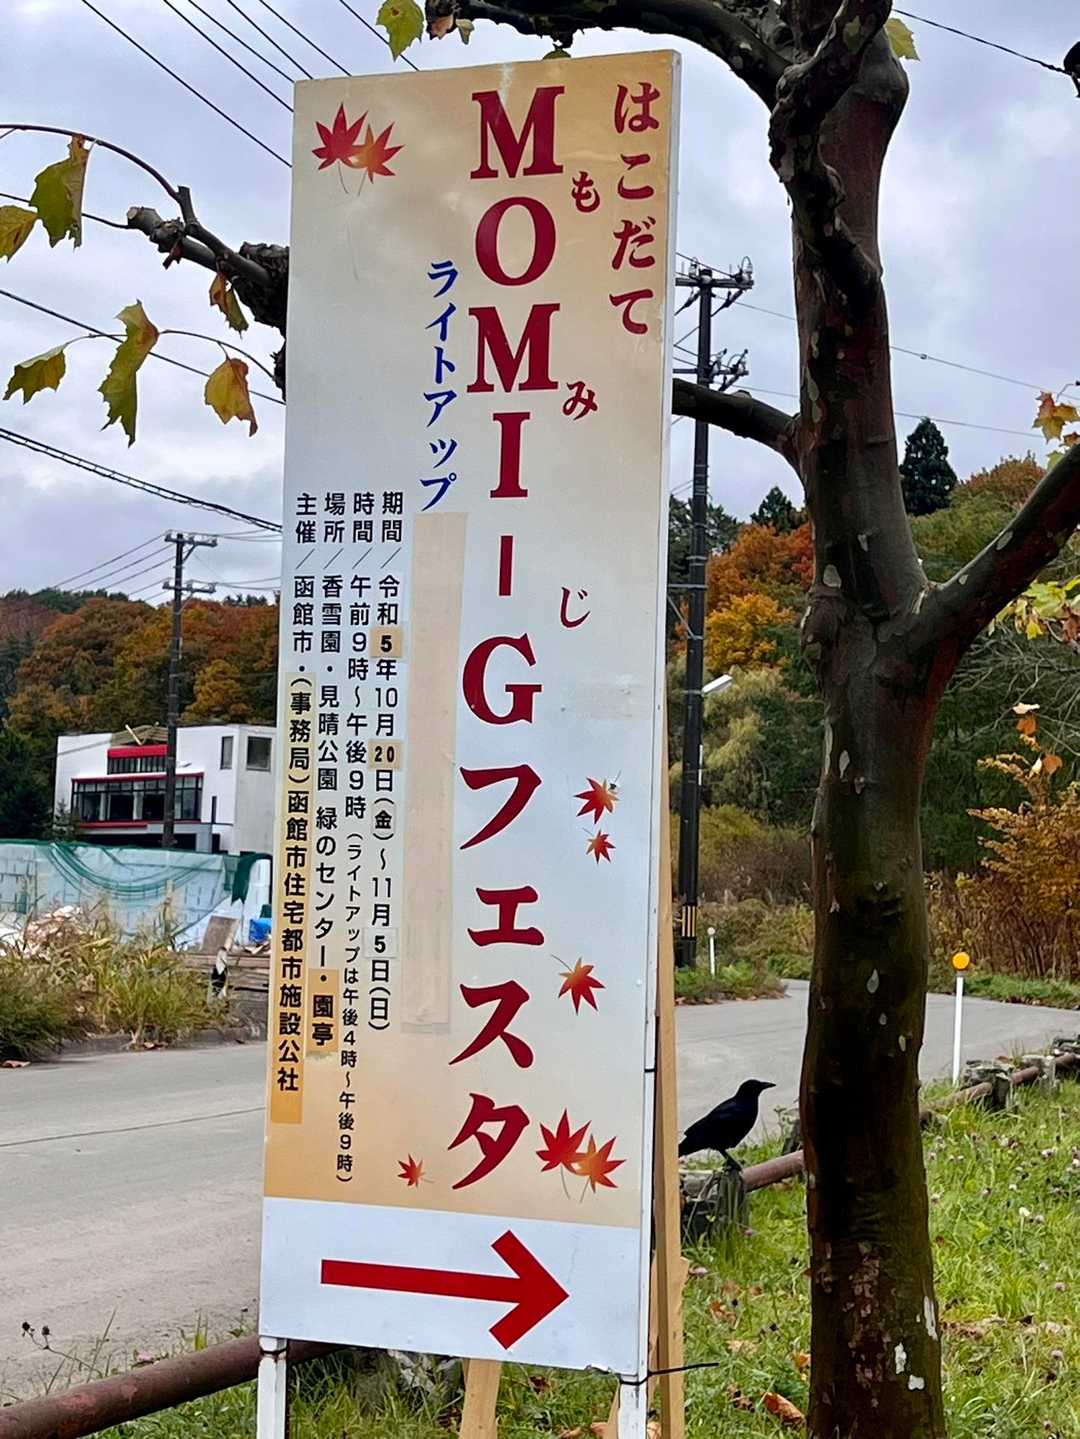 はこだて
MOMI-Gフェスタ
もみじ
ライトアップ
期間／令和5年10月20日(金)～11月5日(日)
時間／午前9時～午後9時(ライトアップは午後4時～午後9時)
場所／香雪園・見晴公園 緑のセンター・園亭
主催／函館市・(事務局)函館市住宅都市施設公社